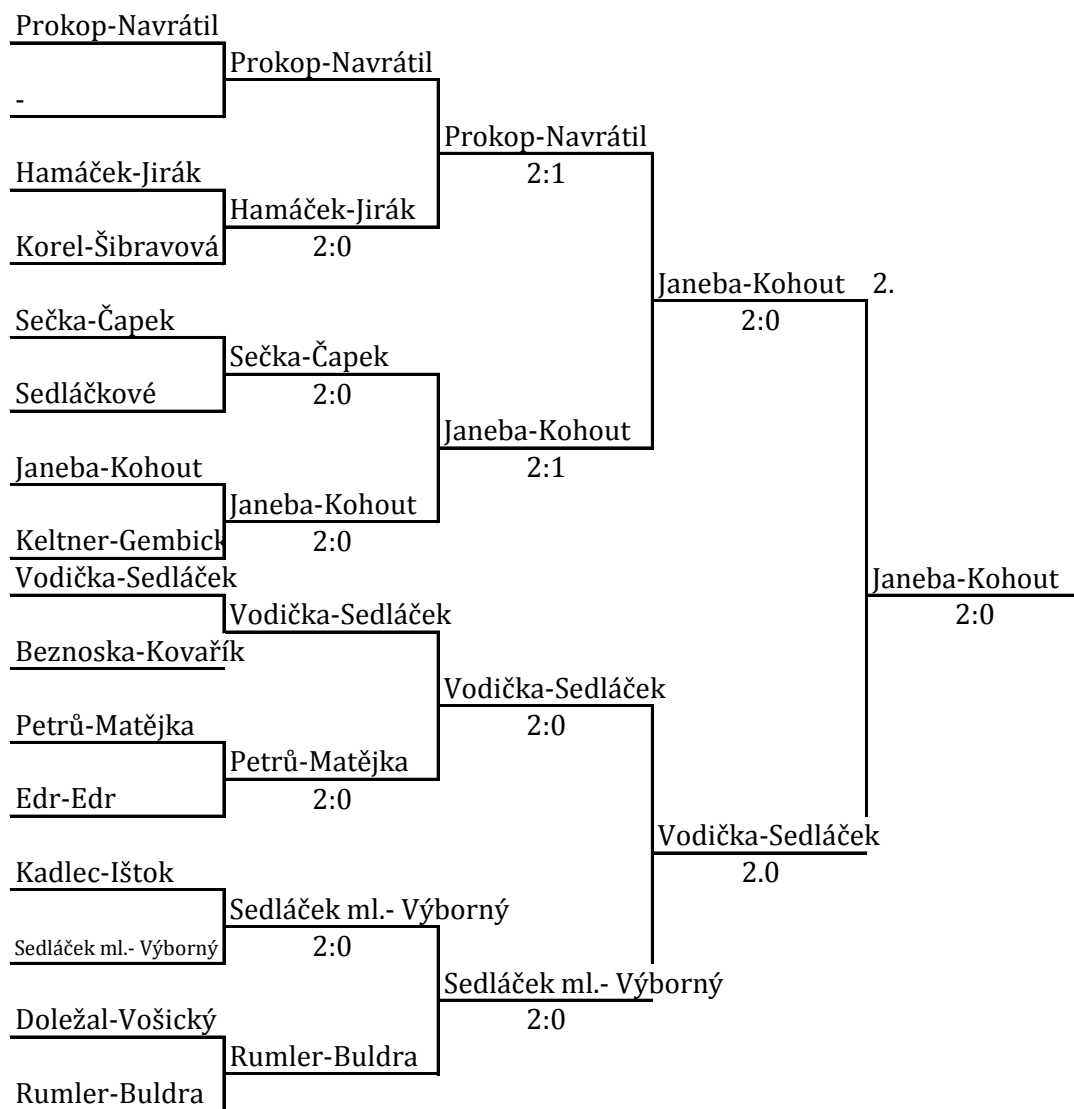 Prokop-Navrátil
Prokop-Navrátil
-
Prokop-Navrátil
2:1
Hamáček-Jirák
Hamáček-Jirák
2:0
Korel-Šibravová
Janeba-Kohout 2.
2:0
Sečka-Čapek
Sečka-Čapek
2:0
Sedláčkové
Janeba-Kohout
2:1
Janeba-Kohout
Janeba-Kohout
2:0
Keltner-Gembick
Vodička-Sedláček
Janeba-Kohout
2:0
Vodička-Sedláček
Beznoska-Kovařík
Vodička-Sedláček
2:0
Petrů-Matějka
Petrů-Matějka
2:0
Edr-Edr
Vodička-Sedláček
2.0
Kadlec-Ištok
Sedláček ml.- Výborný
2:0
Sedláček ml.- Výborný
Sedláček ml.- Výborný
2:0
Doležal-Vošický
Rumler-Buldra
Rumler-Buldra